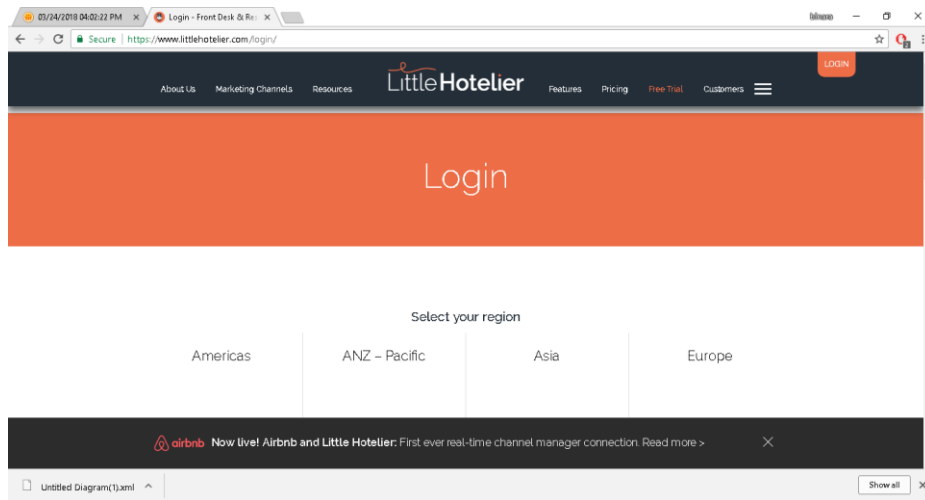 03/24/2018 04:02:22 PM
Login - Front Desk & Res
Secure | https://www.littlehotelier.com/login/
LOGIN
About Us Marketing Channels Resources Little Hotelier Features Pricing Free Trial Customers
Login
Select your region
Americas ANZ – Pacific Asia Europe
airbnb Now live! Airbnb and Little Hotelier: First ever real-time channel manager connection. Read more >
Untitled Diagram(1).xml
Show all